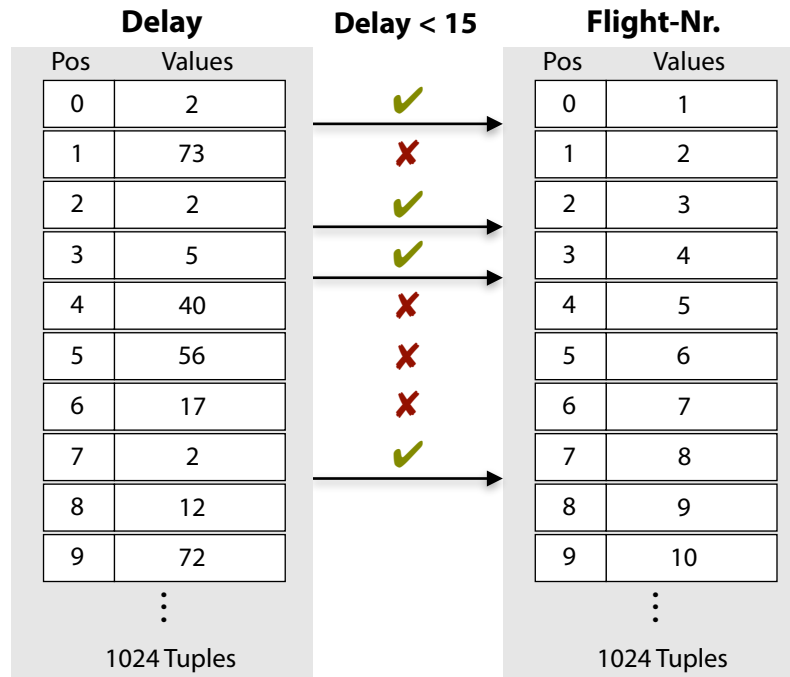 Delay Delay < 15 Flight-Nr.
Pos Values Pos Values
0 2 ✔ 0 1
1 73 ✘ 1 2
2 2 ✔ 2 3
3 5 ✔ 3 4
4 40 ✘ 4 5
5 56 ✘ 5 6
6 17 ✘ 6 7
7 2 ✔ 7 8
8 12 8 9
9 72 9 10
⋮ ⋮
1024 Tuples 1024 Tuples